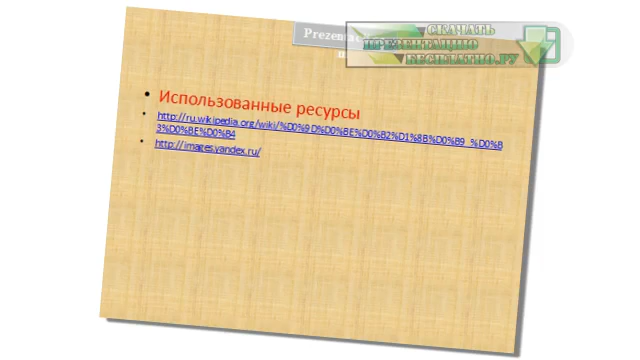 СКАЧАТЬ
ПРЕЗЕНТАЦИЮ
БЕСПЛАТНО.РУ
Использованные ресурсы
http://ru.wikipedia.org/wiki/%D0%9D%D0%BE%D0%B2%D1%8B%D0%B9_%D0%B
3%D0%BE%D0%B4
http://images.yandex.ru/